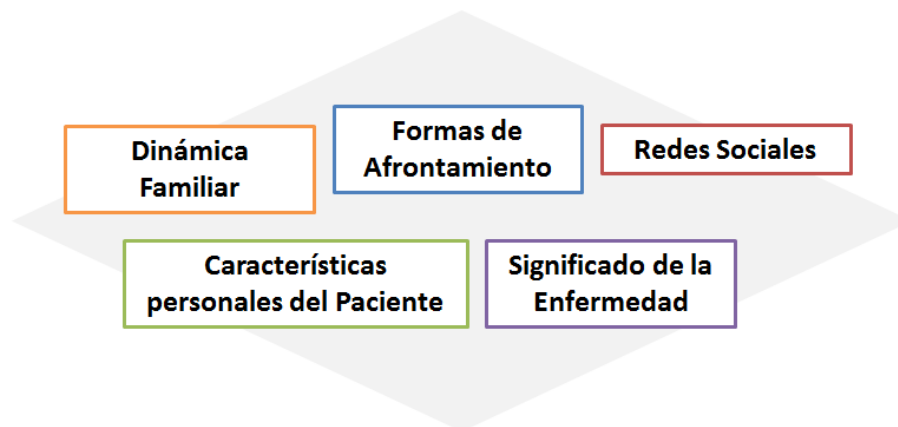 Dinámica
Familiar
Formas de
Afrontamiento
Redes Sociales
Características
personales del Paciente
Significado de la
Enfermedad